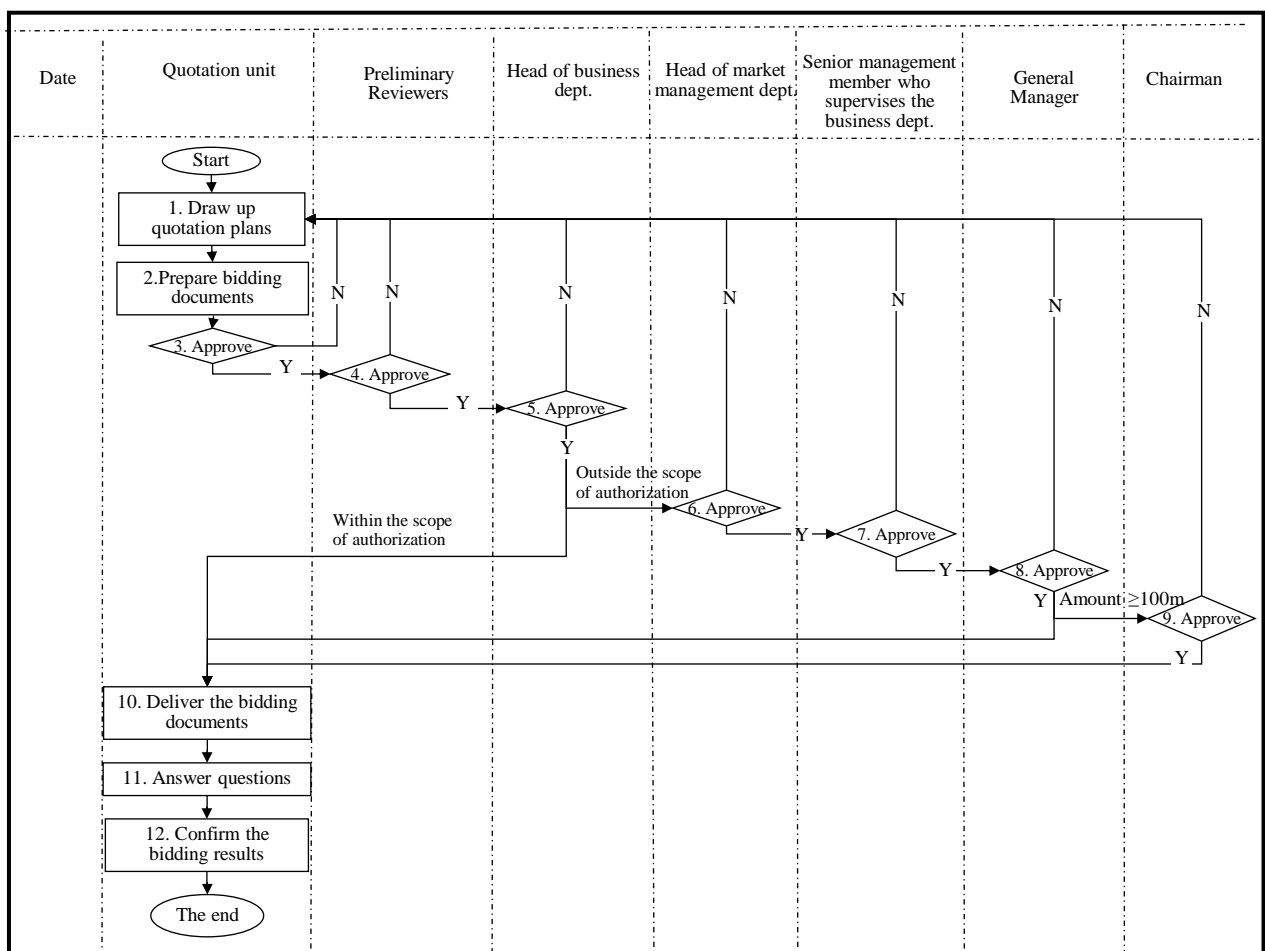 Date
Quotation unit
Preliminary
Reviewers
Head of business
dept.
Head of market
management dept.
Senior management
member who
supervises the
business dept.
General
Manager
Chairman
Start
1. Draw up
quotation plans
2.Prepare bidding
documents
N
N
N
N
N
N
N
3. Approve
Y
4. Approve
Y
5. Approve
Y
Outside the scope
of authorization
6. Approve
Within the scope
of authorization
Y
7. Approve
Y
8. Approve
Y
Amount ≥100m
9. Approve
Y
10. Deliver the bidding
documents
11. Answer questions
12. Confirm the
bidding results
The end